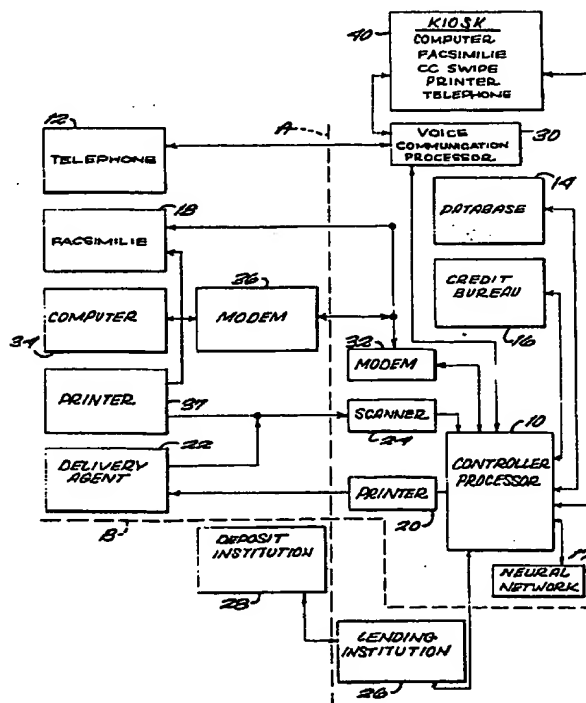 40
KIOSK
COMPUTER
FACSIMILIE
CC SWIPE
PRINTER
TELEPHONE
12
A
TELEPHONE
VOICE
COMMUNICATION
PROCESSOR
30
14
DATABASE
18
FACSIMILIE
36
CREDIT
BUREAU
16
COMPUTER
34
MODEM
32
MODEM
PRINTER
37
SCANNER
24
10
CONTROLLER
PROCESSOR
22
DELIVERY
AGENT
PRINTER
20
B
DEPOSIT
INSTITUTION
28
NEURAL
NETWORK
LENDING
INSTITUTION
26